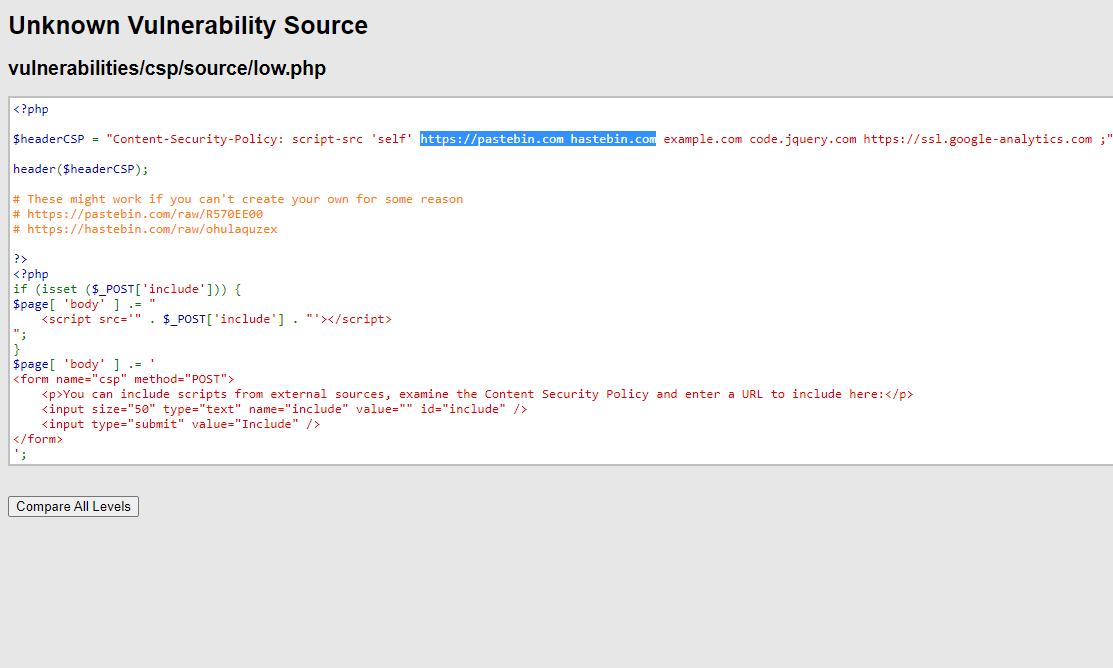 Unknown Vulnerability Source
vulnerabilities/csp/source/low.php
<?php
$headerCSP = "Content-Security-Policy: script-src 'self' https://pastebin.com hastebin.com example.com code.jquery.com https://ssl.google-analytics.com ;"
header($headerCSP);
# These might work if you can't create your own for some reason
# https://pastebin.com/raw/R570EE00
# https://hastebin.com/raw/ohulaquzex
?>
<?php
if (isset ($_POST['include'])) {
$page[ 'body' ] .= "
    <script src='" . $_POST['include'] . "'></script>
";
}
$page[ 'body' ] .= '
<form name="csp" method="POST">
    <p>You can include scripts from external sources, examine the Content Security Policy and enter a URL to include here:</p>
    <input size="50" type="text" name="include" value="" id="include" />
    <input type="submit" value="Include" />
</form>
';
Compare All Levels